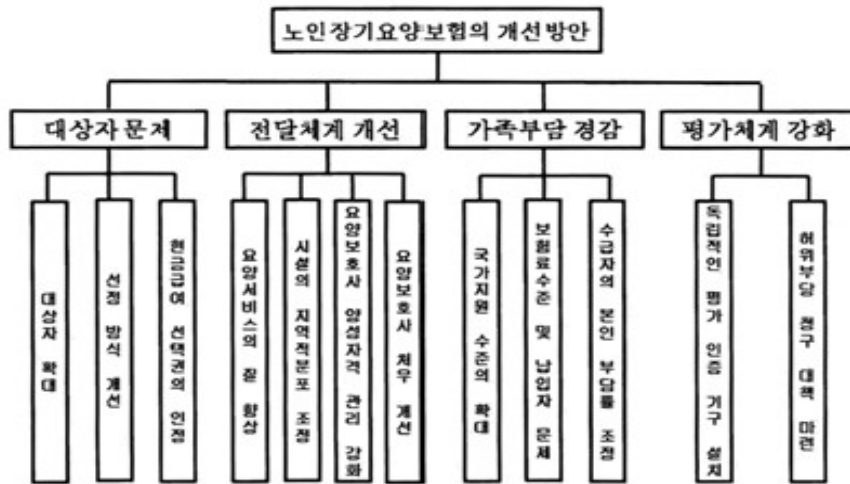 노인장기요양보험의 개선방안
대상자 문제
전달체계 개선
가족부담 경감
평가체계 강화
대상자 확대
선정 방식 개선
현금급여 선택권의 인정
요양서비스의 질 향상
시설의 지역적분포 조정
요양보호사 양성자격 관리 강화
요양보호사 처우 개선
국가지원 수준의 확대
보험료수준 및 납입자 문제
수급자의 본인 부담률 조정
독립적인 평가 인증 기구 설치
허위부당 청구 대책 마련